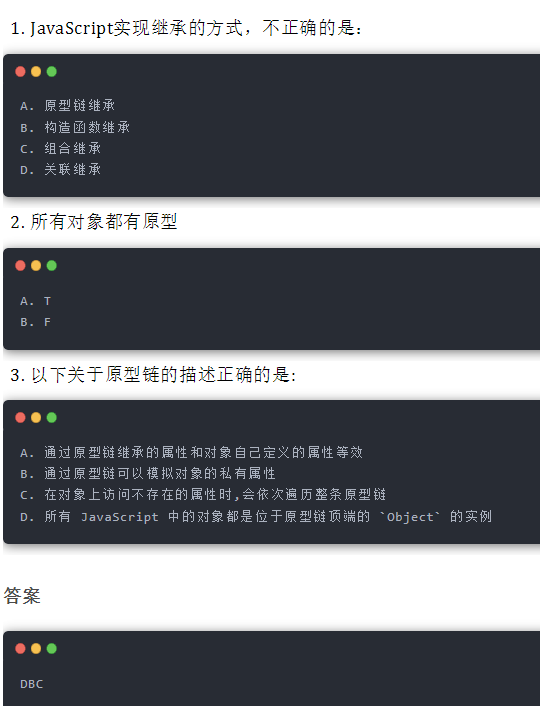 1. JavaScript实现继承的方式，不正确的是：
A. 原型链继承
B. 构造函数继承
C. 组合继承
D. 关联继承
2. 所有对象都有原型
A. T
B. F
3. 以下关于原型链的描述正确的是:
A. 通过原型链继承的属性和对象自己定义的属性等效
B. 通过原型链可以模拟对象的私有属性
C. 在对象上访问不存在的属性时,会依次遍历整条原型链
D. 所有 JavaScript 中的对象都是位于原型链顶端的 `Object` 的实例
答案
DBC